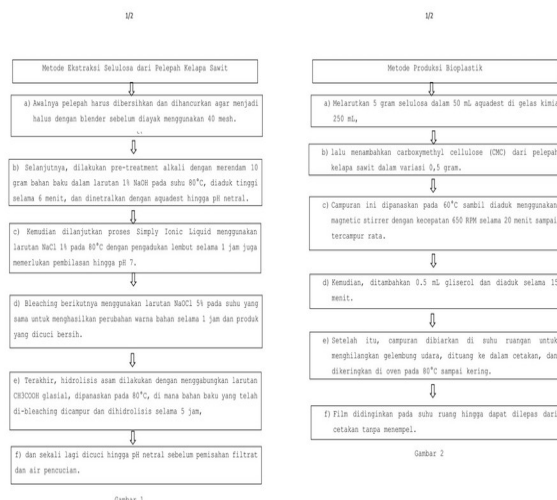 1/2
Metode Ekstraksi Selulosa dari Pelepah Kelapa Sawit
a) Awalnya pelepah harus dibersihkan dan dihancurkan agar menjadi
halus dengan blender sebelum diayak menggunakan 40 mesh.
b) Selanjutnya, dilakukan pre-treatment alkali dengan merendam 10
gram bahan baku dalam larutan 1% NaOH pada suhu 80°C, diaduk tinggi
selama 6 menit, dan dinetralkan dengan aquadest hingga pH netral.
c) Kemudian dilanjutkan proses Simply Ionic Liquid menggunakan
larutan NaCl 1% pada 80°C dengan pengadukan lembut selama 1 jam juga
memerlukan pembilasan hingga pH 7.
d) Bleaching berikutnya menggunakan larutan NaOCl 5% pada suhu yang
sama untuk menghasilkan perubahan warna bahan selama 1 jam dan produk
yang dicuci bersih.
e) Terakhir, hidrolisis asam dilakukan dengan menggabungkan larutan
CH3COOH glasial, dipanaskan pada 80°C, di mana bahan baku yang telah
di-bleaching dicampur dan dihidrolisis selama 5 jam,
f) dan sekali lagi dicuci hingga pH netral sebelum pemisahan filtrat
dan air pencucian.
Gambar 1
1/2
Metode Produksi Bioplastik
a) Melarutkan 5 gram selulosa dalam 50 mL aquadest di gelas kimia
250 mL,
b) lalu menambahkan carboxymethyl cellulose (CMC) dari pelepah
kelapa sawit dalam variasi 0,5 gram.
c) Campuran ini dipanaskan pada 60°C sambil diaduk menggunakan
magnetic stirrer dengan kecepatan 650 RPM selama 20 menit sampai
tercampur rata.
d) Kemudian, ditambahkan 0.5 mL gliserol dan diaduk selama 15
menit.
e) Setelah itu, campuran dibiarkan di suhu ruangan untuk
menghilangkan gelembung udara, dituang ke dalam cetakan, dan
dikeringkan di oven pada 80°C sampai kering.
f) Film didinginkan pada suhu ruang hingga dapat dilepas dari
cetakan tanpa menempel.
Gambar 2